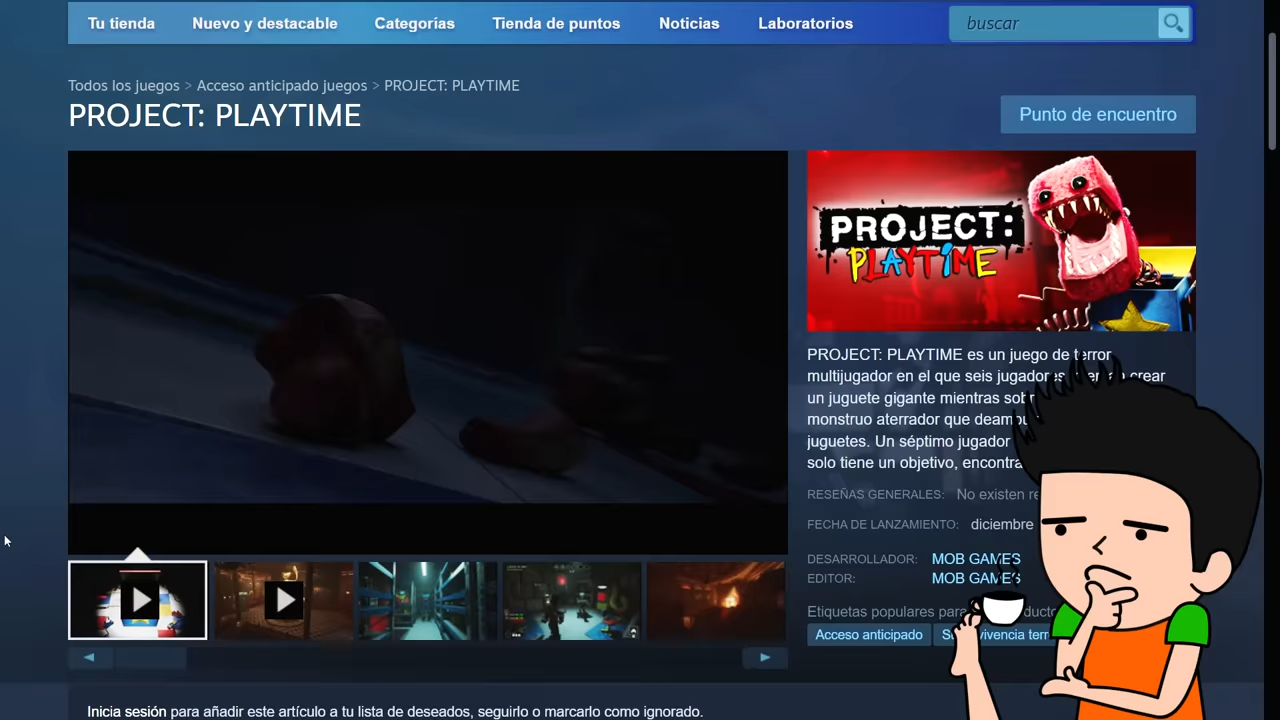 Tu tienda Nuevo y destacable Categorías Tienda de puntos Noticias Laboratorios buscar
Todos los juegos > Acceso anticipado juegos > PROJECT: PLAYTIME
PROJECT: PLAYTIME
Punto de encuentro
PROJECT:
PLAYTIME
PROJECT: PLAYTIME es un juego de terror
multijugador en el que seis jugadores crear
un juguete gigante mientras
monstruo aterrador que
juguetes. Un séptimo jugador
solo tiene un objetivo,
RESEÑAS GENERALES: No existen
FECHA DE LANZAMIENTO: diciembre
DESARROLLADOR: MOB GAMES
EDITOR: MOB GAMES
Etiquetas populares para
Acceso anticipado
Inicia sesión para añadir este artículo a tu lista de deseados, seguirlo o marcarlo como ignorado.